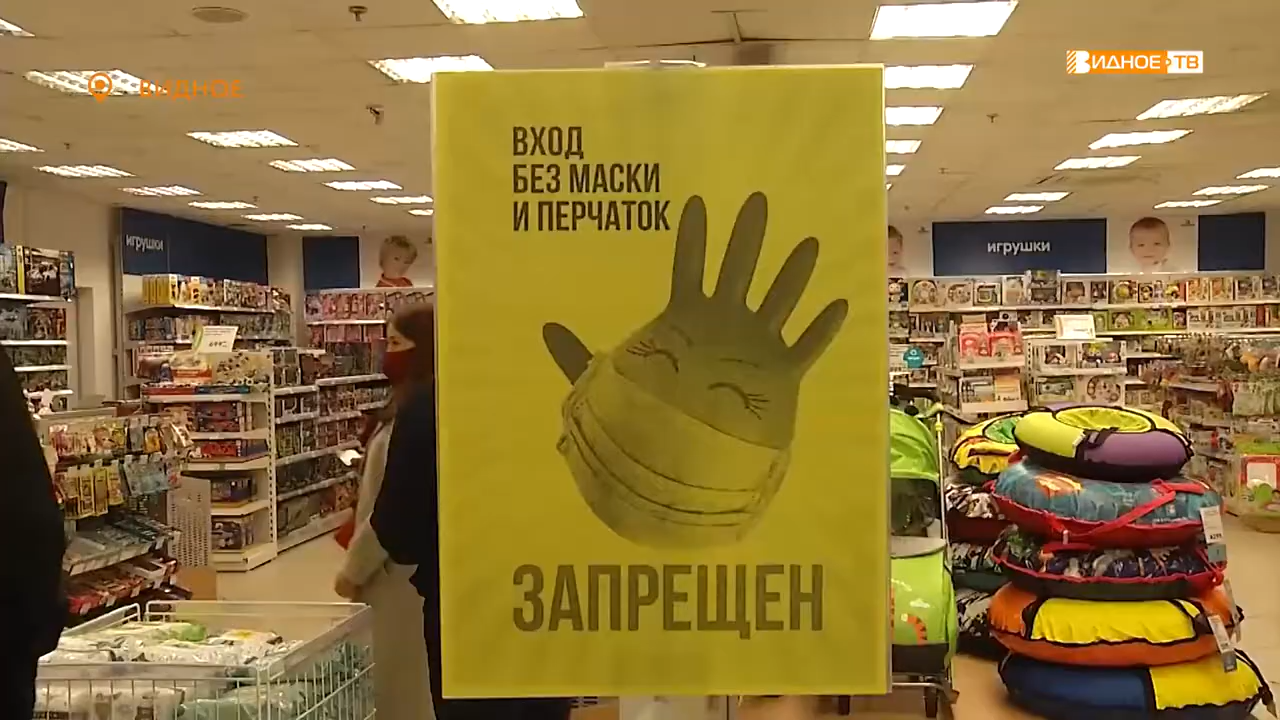 ВИДНОЕ
ВИДНОЕ ТВ
ВХОД
БЕЗ МАСКИ
И ПЕРЧАТОК
ЗАПРЕЩЕН
игрушки
игрушки